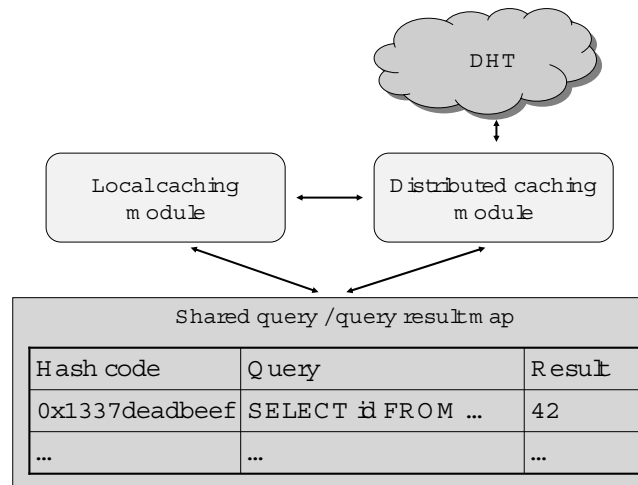 DHT
Local caching
module
Distributed caching
module
Shared query / query result map
Hash code Query Result
0x1337deadbeef SELECT id FROM ... 42
... ... ...